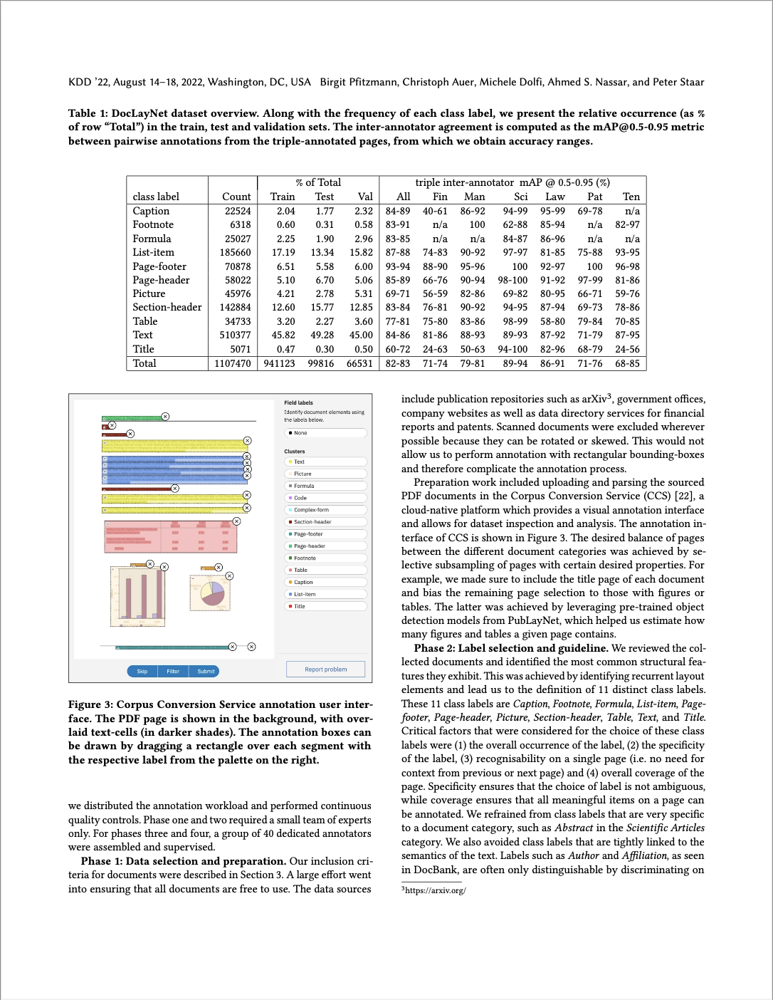 KDD ’22, August 14–18, 2022, Washington, DC, USA Birgit Pfitzmann, Christoph Auer, Michele Dolfi, Ahmed S. Nassar, and Peter Staar
Table 1: DocLayNet dataset overview. Along with the frequency of each class label, we present the relative occurrence (as %
of row “Total”) in the train, test and validation sets. The inter-annotator agreement is computed as the mAP@0.5-0.95 metric
between pairwise annotations from the triple-annotated pages, from which we obtain accuracy ranges.
% of Total triple inter-annotator mAP @ 0.5-0.95 (%)
class label Count Train Test Val All Fin Man Sci Law Pat Ten
Caption 22524 2.04 1.77 2.32 84-89 40-61 86-92 94-99 95-99 69-78 n/a
Footnote 6318 0.60 0.31 0.58 83-91 n/a 100 62-88 85-94 n/a 82-97
Formula 25027 2.25 1.90 2.96 83-85 n/a n/a 84-87 86-96 n/a n/a
List-item 185660 17.19 13.34 15.82 87-88 74-83 90-92 97-97 81-85 75-88 93-95
Page-footer 70878 6.51 5.58 6.00 93-94 88-90 95-96 100 92-97 100 96-98
Page-header 58022 5.10 6.70 5.06 85-89 66-76 90-94 98-100 91-92 97-99 81-86
Picture 45976 4.21 2.78 5.31 69-71 56-59 82-86 69-82 80-95 66-71 59-76
Section-header 142884 12.60 15.77 12.85 83-84 76-81 90-92 94-95 87-94 69-73 78-86
Table 34733 3.20 2.27 3.60 77-81 75-80 83-86 98-99 58-80 79-84 70-85
Text 510377 45.82 49.28 45.00 84-86 81-86 88-93 89-93 87-92 71-79 87-95
Title 5071 0.47 0.30 0.50 60-72 24-63 50-63 94-100 82-96 68-79 24-56
Total 1107470 941123 99816 66531 82-83 71-74 79-81 89-94 86-91 71-76 68-85
Field labels
Identify document elements using
the labels below.
None
Clusters
Text
Picture
Formula
Code
Complex-form
Section-header
Page-footer
Page-header
Footnote
Table
Caption
List-item
Title
Skip Filter Submit
Report problem
Figure 3: Corpus Conversion Service annotation user inter-
face. The PDF page is shown in the background, with over-
laid text-cells (in darker shades). The annotation boxes can
be drawn by dragging a rectangle over each segment with
the respective label from the palette on the right.
we distributed the annotation workload and performed continuous
quality controls. Phase one and two required a small team of experts
only. For phases three and four, a group of 40 dedicated annotators
were assembled and supervised.
Phase 1: Data selection and preparation. Our inclusion cri-
teria for documents were described in Section 3. A large effort went
into ensuring that all documents are free to use. The data sources
include publication repositories such as arXiv³, government offices,
company websites as well as data directory services for financial
reports and patents. Scanned documents were excluded wherever
possible because they can be rotated or skewed. This would not
allow us to perform annotation with rectangular bounding-boxes
and therefore complicate the annotation process.
Preparation work included uploading and parsing the sourced
PDF documents in the Corpus Conversion Service (CCS) [22], a
cloud-native platform which provides a visual annotation interface
and allows for dataset inspection and analysis. The annotation in-
terface of CCS is shown in Figure 3. The desired balance of pages
between the different document categories was achieved by se-
lective subsampling of pages with certain desired properties. For
example, we made sure to include the title page of each document
and bias the remaining page selection to those with figures or
tables. The latter was achieved by leveraging pre-trained object
detection models from PubLayNet, which helped us estimate how
many figures and tables a given page contains.
Phase 2: Label selection and guideline. We reviewed the col-
lected documents and identified the most common structural fea-
tures they exhibit. This was achieved by identifying recurrent layout
elements and lead us to the definition of 11 distinct class labels.
These 11 class labels are Caption, Footnote, Formula, List-item, Page-
footer, Page-header, Picture, Section-header, Table, Text, and Title.
Critical factors that were considered for the choice of these class
labels were (1) the overall occurrence of the label, (2) the specificity
of the label, (3) recognisability on a single page (i.e. no need for
context from previous or next page) and (4) overall coverage of the
page. Specificity ensures that the choice of label is not ambiguous,
while coverage ensures that all meaningful items on a page can
be annotated. We refrained from class labels that are very specific
to a document category, such as Abstract in the Scientific Articles
category. We also avoided class labels that are tightly linked to the
semantics of the text. Labels such as Author and Affiliation, as seen
in DocBank, are often only distinguishable by discriminating on
³https://arxiv.org/